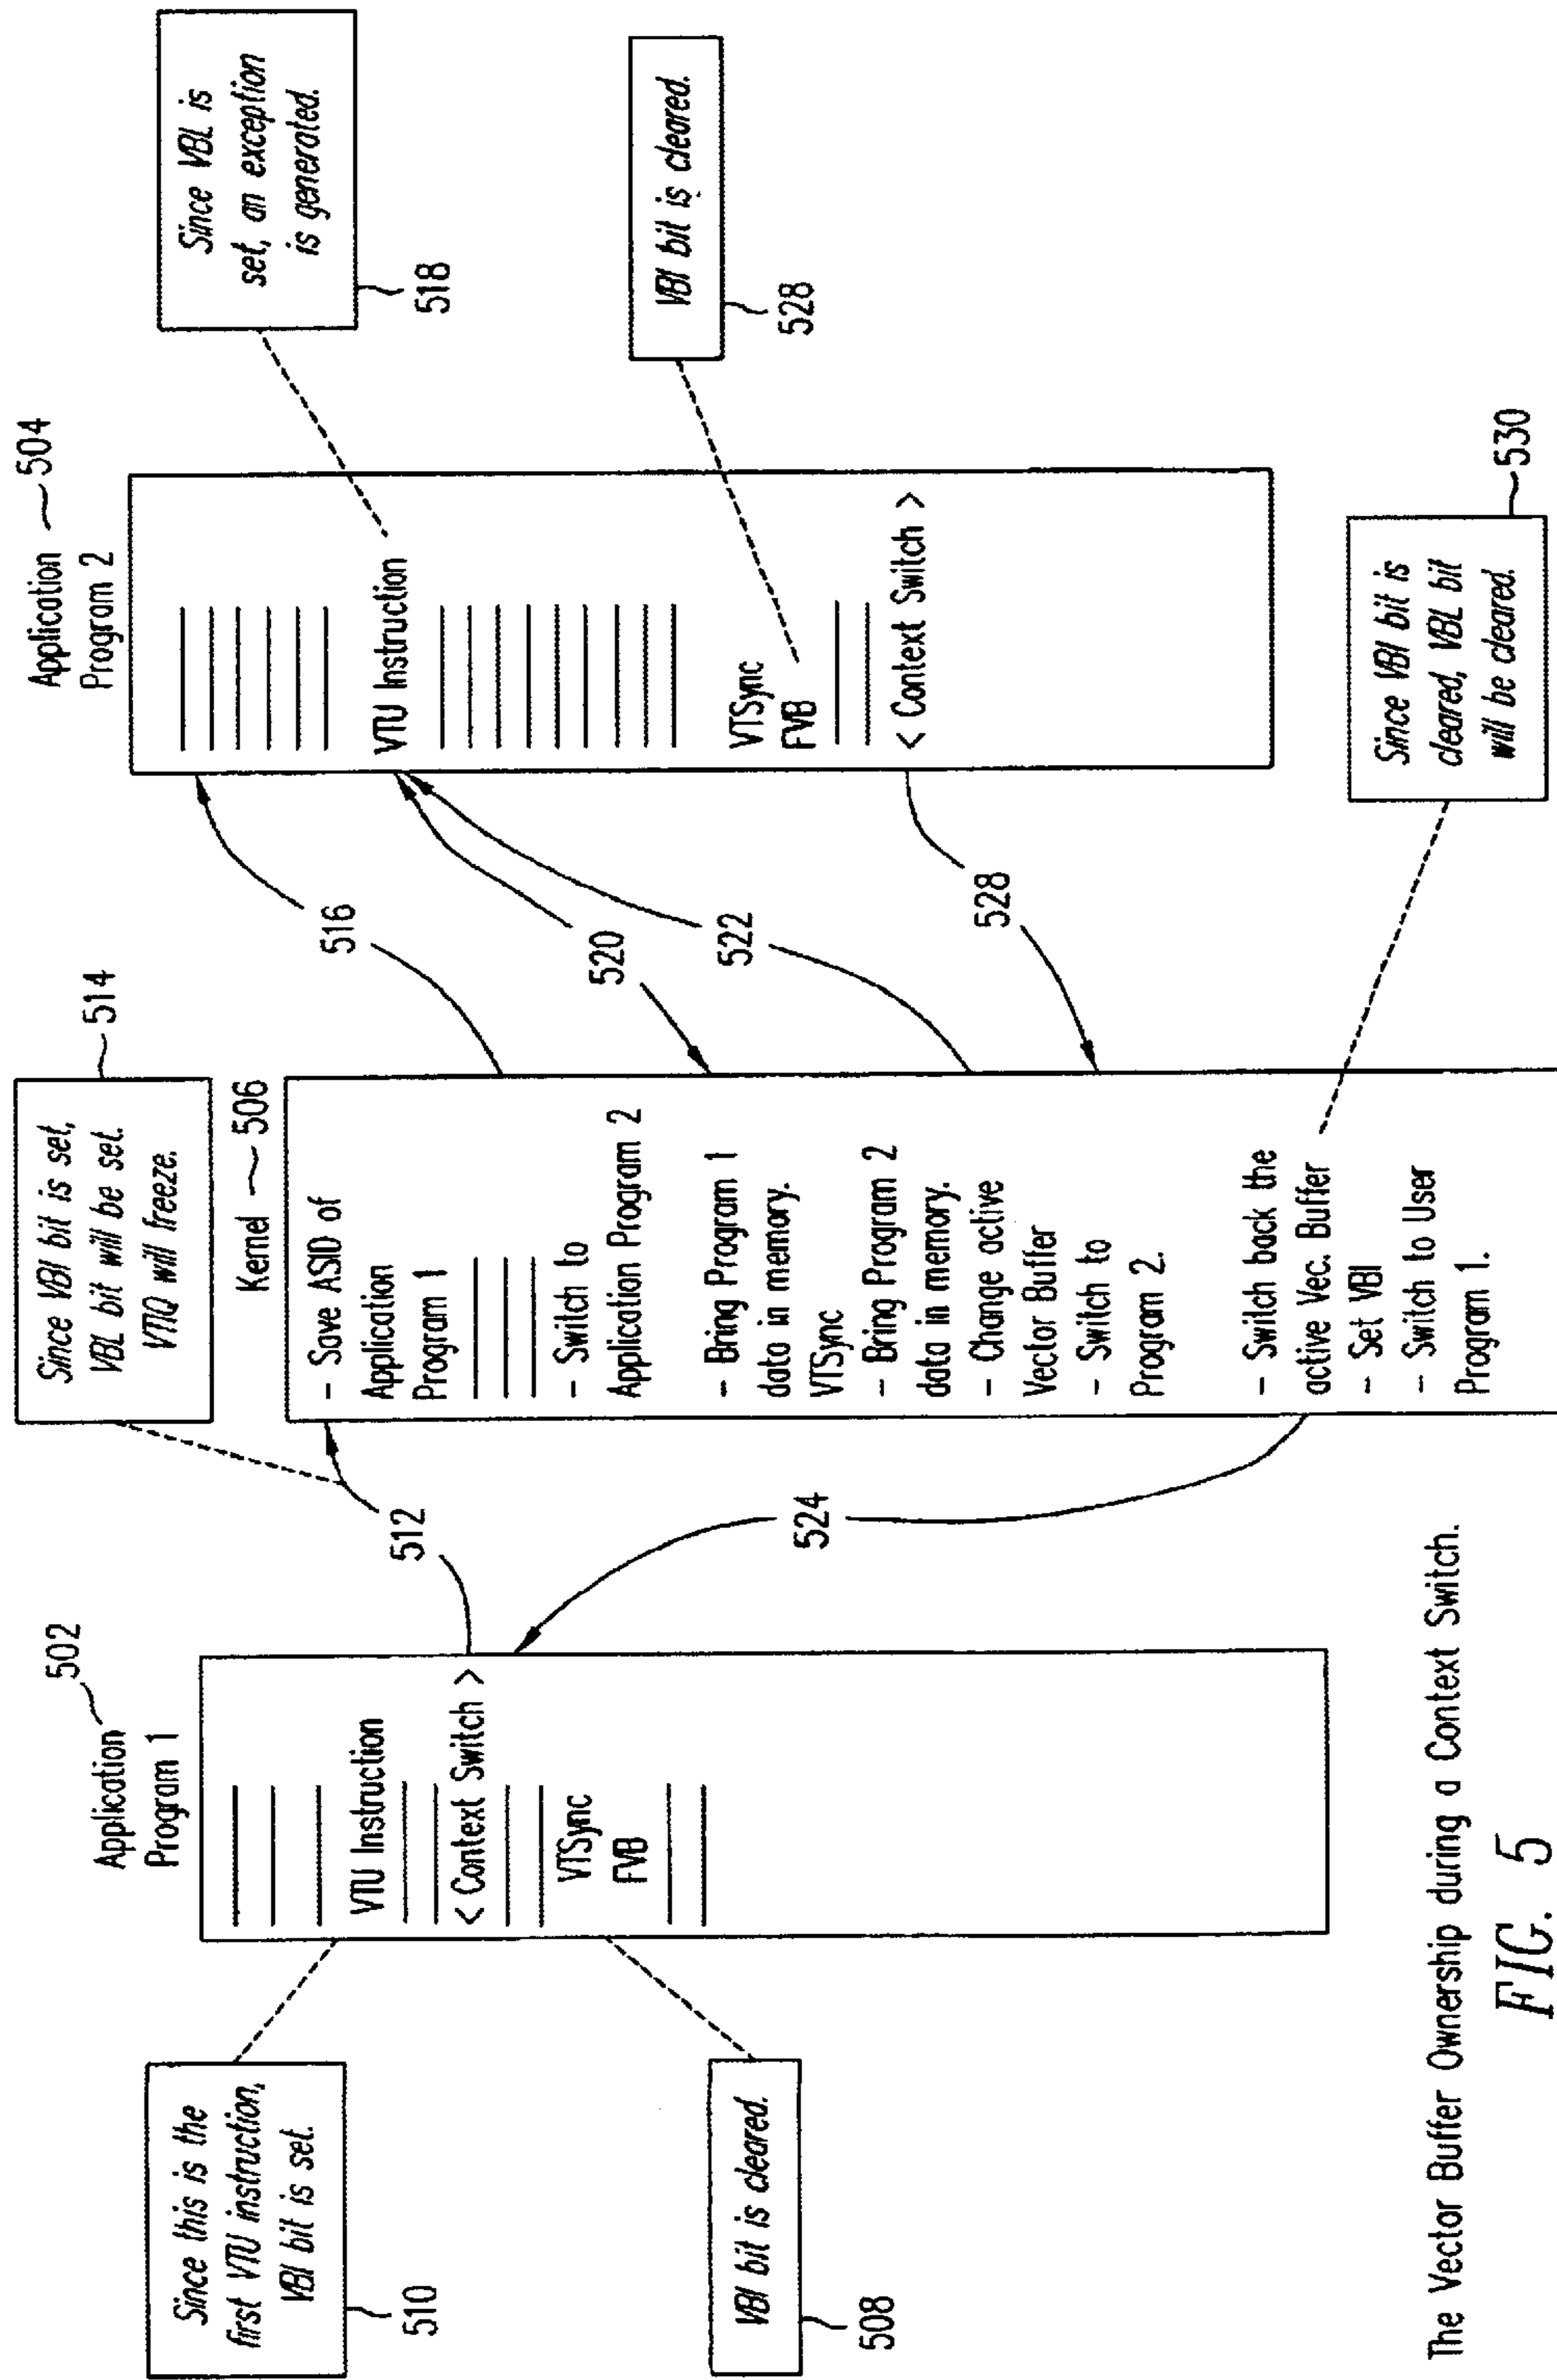 Application
Program 1
502
VTU Instruction
< Context Switch >
VTSync
FVB
Since this is the
first VTU instruction,
VBI bit is set.
510
VBI bit is cleared.
508
512
524
Since VBI bit is set,
VBL bit will be set.
VTIQ will freeze.
514
Kernel
506
- Save ASID of
Application
Program 1
- Switch to
Application Program 2
- Bring Program 1
data in memory.
VTSync
- Bring Program 2
data in memory.
- Change active
Vector Buffer
- Switch to
Program 2.
- Switch back the
active Vec. Buffer
- Set VBI
- Switch to User
Program 1.
516
520
522
528
Application
Program 2
504
VTU Instruction
VTSync
FVB
< Context Switch >
Since VBL is
set, an exception
is generated.
518
VBI bit is cleared.
528
Since VBI bit is
cleared, VBL bit
will be cleared.
530
The Vector Buffer Ownership during a Context Switch.
FIG. 5